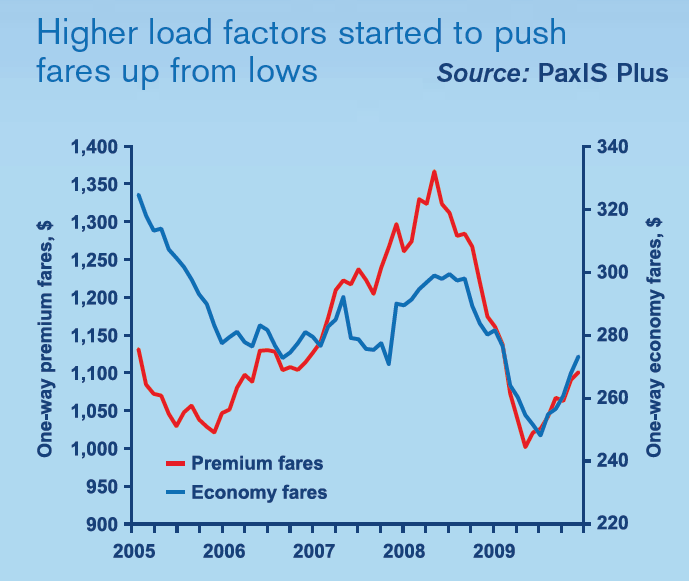 Higher load factors started to push
fares up from lows
Source: PaxIS Plus
1,400
1,350
1,300
1,250
1,200
1,150
1,100
1,050
1,000
950
900
One-way premium fares, $
340
320
300
280
260
240
220
One-way economy fares, $
Premium fares
Economy fares
2005 2006 2007 2008 2009